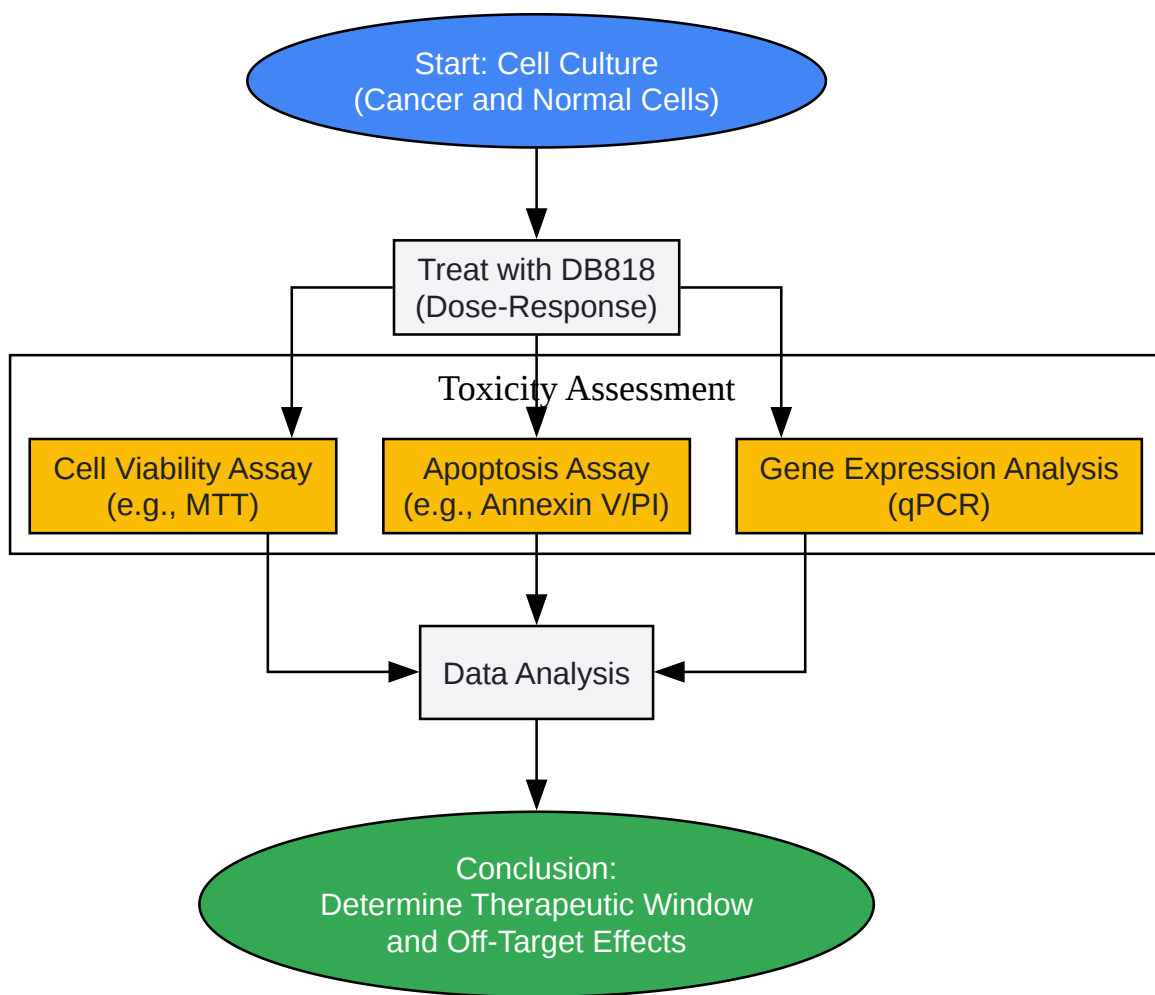 Start: Cell Culture
(Cancer and Normal Cells)
Treat with DB818
(Dose-Response)
Toxicity Assessment
Cell Viability Assay
(e.g., MTT)
Apoptosis Assay
(e.g., Annexin V/PI)
Gene Expression Analysis
(qPCR)
Data Analysis
Conclusion:
Determine Therapeutic Window
and Off-Target Effects